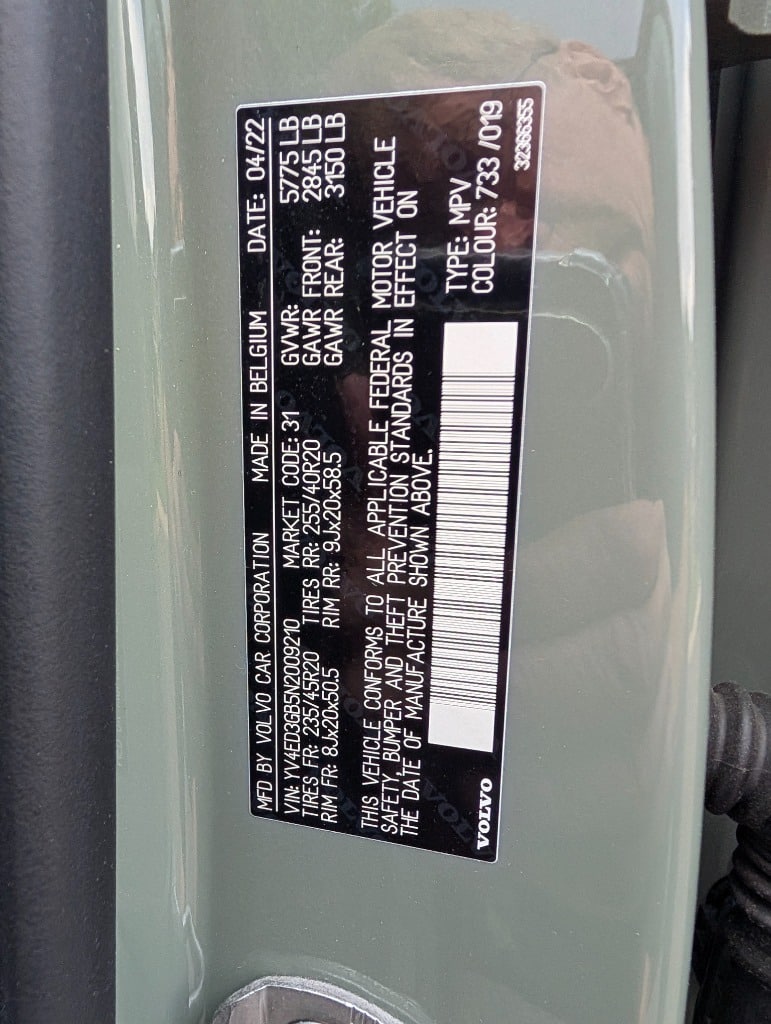 MFD BY VOLVO CAR CORPORATION MADE IN BELGIUM DATE: 04/22
VIN: YV4ED3GB5N2009210 MARKET CODE: 31 GVWR: 5775 LB
TIRES FR: 235/45R20 TIRES RR: 255/40R20 GAWR FRONT: 2845 LB
RIM FR: 8Jx20x50.5 RIM RR: 9Jx20x58.5 GAWR REAR: 3150 LB
THIS VEHICLE CONFORMS TO ALL APPLICABLE FEDERAL MOTOR VEHICLE
SAFETY, BUMPER AND THEFT PREVENTION STANDARDS IN EFFECT ON
THE DATE OF MANUFACTURE SHOWN ABOVE.
TYPE: MPV
COLOUR: 733 /019
VOLVO
32366355